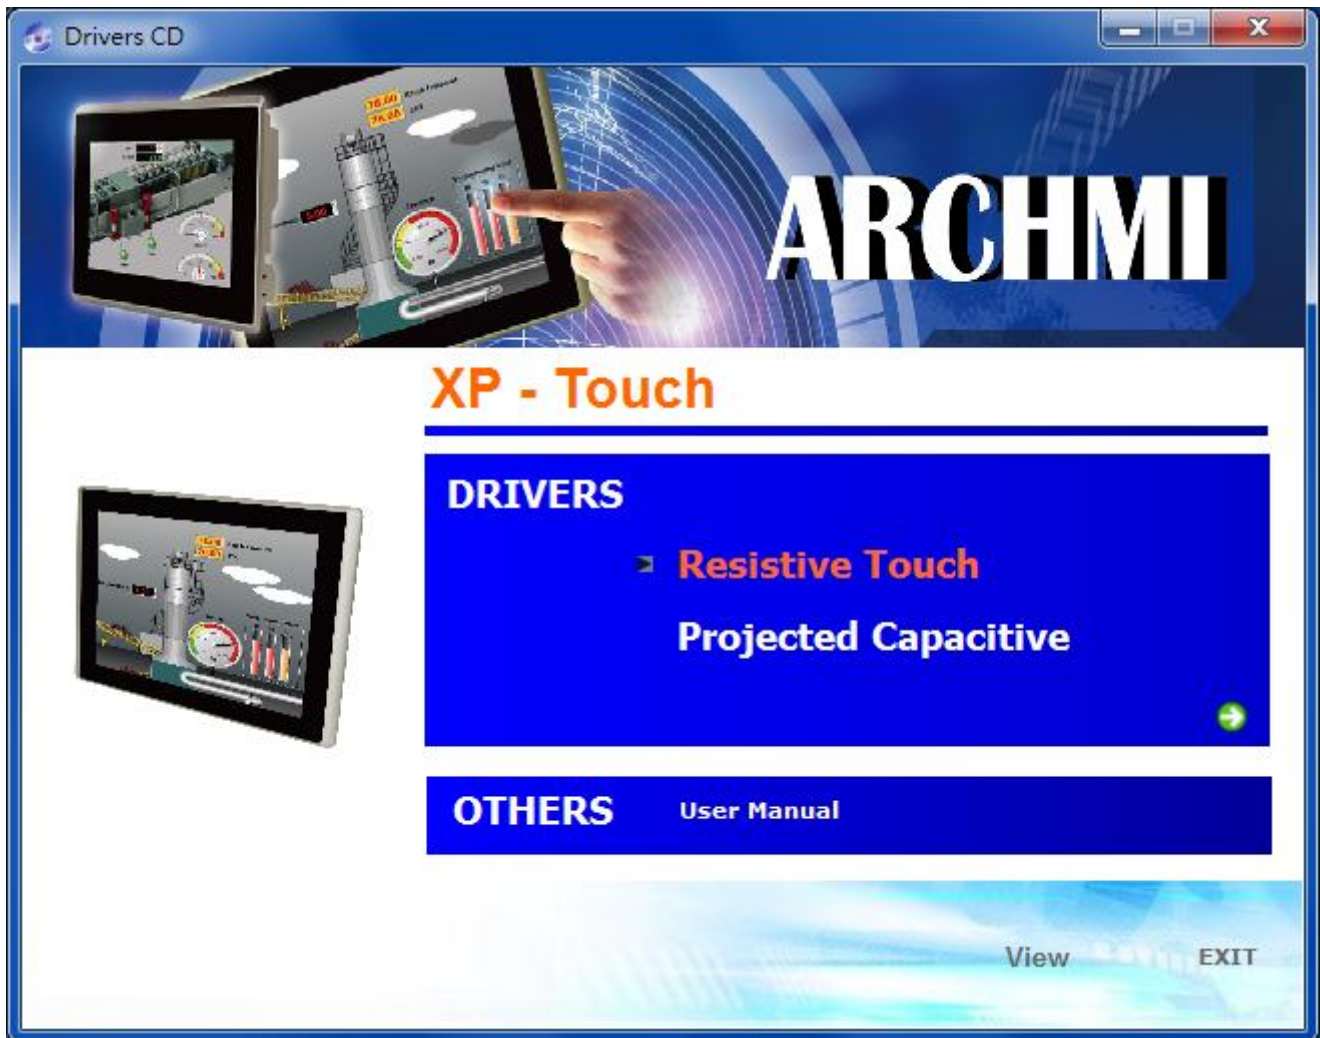 Drivers CD
ARCHMI
XP - Touch
DRIVERS
Resistive Touch
Projected Capacitive
OTHERS User Manual
View EXIT